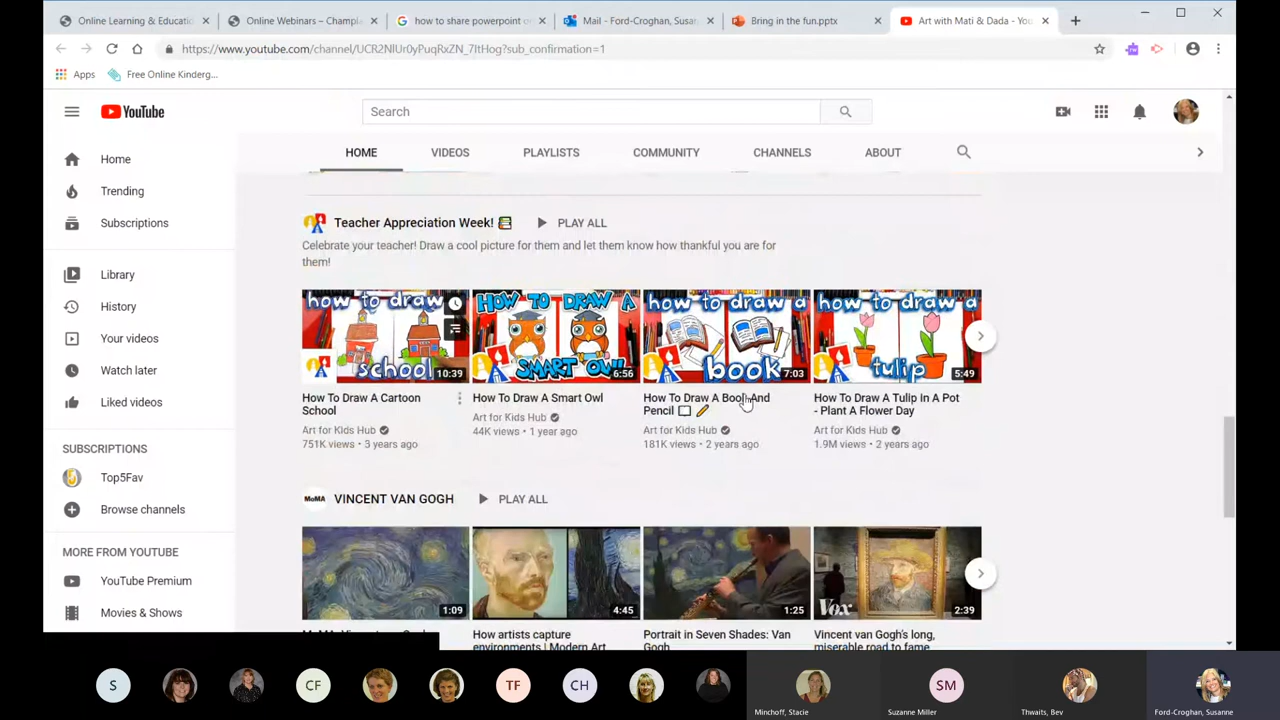 Online Learning & Educati
Online Webinars – Champla
how to share powerpoint o
Mail - Ford-Croghan, Susan
Bring in the fun.pptx
Art with Mati & Dada - You
https://www.youtube.com/channel/UCR2NlUr0yPuqRxZN_7ItHog?sub_confirmation=1
Apps
Free Online Kinderg...
YouTube
Search
HOME VIDEOS PLAYLISTS COMMUNITY CHANNELS ABOUT
Home
Trending
Subscriptions
Library
History
Your videos
Watch later
Liked videos
SUBSCRIPTIONS
Top5Fav
Browse channels
MORE FROM YOUTUBE
YouTube Premium
Movies & Shows
Teacher Appreciation Week! PLAY ALL
Celebrate your teacher! Draw a cool picture for them and let them know how thankful you are for
them!
how to draw
school
10:39
HOW TO DRAW A
SMART OWL
6:56
how to draw a
book
7:03
how to draw a
tulip
5:49
How To Draw A Cartoon
School
Art for Kids Hub
751K views • 3 years ago
How To Draw A Smart Owl
Art for Kids Hub
44K views • 1 year ago
How To Draw A Book And
Pencil
Art for Kids Hub
181K views • 2 years ago
How To Draw A Tulip In A Pot
- Plant A Flower Day
Art for Kids Hub
1.9M views • 2 years ago
MoMA
VINCENT VAN GOGH PLAY ALL
1:09
4:45
1:25
Vox
2:39
How artists capture
environments | Modern Art
Portrait in Seven Shades: Van
Gogh
Vincent van Gogh's long,
miserable road to fame
S
CF
TF
CH
SM
Minchoff, Stacie
Suzanne Miller
Thwaits, Bev
Ford-Croghan, Susanne